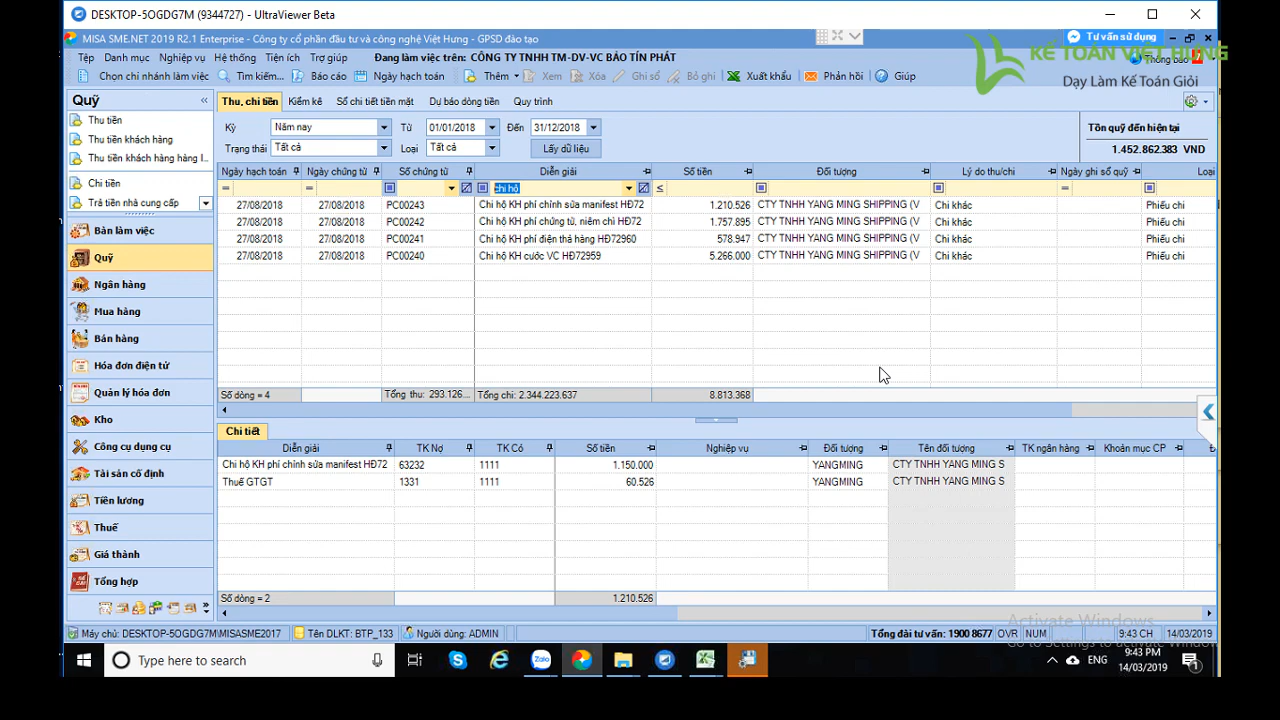 DESKTOP-5OGDG7M (9344727) - UltraViewer Beta
MISA SME.NET 2019 R2.1 Enterprise - Công ty cổ phần đầu tư và công nghệ Việt Hưng - GPSD đào tạo
Tư vấn sử dụng
KẾ TOÁN VIỆT HƯNG
Dạy Làm Kế Toán Giỏi
Tệp Danh mục Nghiệp vụ Hệ thống Tiện ích Trợ giúp Đang làm việc trên: CÔNG TY TNHH TM-DV-VC BẢO TÍN PHÁT
Thông báo
Chọn chi nhánh làm việc Tìm kiếm... Báo cáo Ngày hạch toán Thêm Xem Xóa Ghi sổ Bỏ ghi Xuất khẩu Phản hồi Giúp
Quỹ
Thu tiền
Thu tiền khách hàng
Thu tiền khách hàng hàng l...
Chi tiền
Trả tiền nhà cung cấp
Bàn làm việc
Quỹ
Ngân hàng
Mua hàng
Bán hàng
Hóa đơn điện tử
Quản lý hóa đơn
Kho
Công cụ dụng cụ
Tài sản cố định
Tiền lương
Thuế
Giá thành
Tổng hợp
Thu, chi tiền Kiểm kê Sổ chi tiết tiền mặt Dự báo dòng tiền Quy trình
Kỳ Năm nay Từ 01/01/2018 Đến 31/12/2018
Trạng thái Tất cả Loại Tất cả Lấy dữ liệu
Tồn quỹ đến hiện tại
1.452.862.383 VND
Ngày hạch toán Ngày chứng từ Số chứng từ Diễn giải Số tiền Đối tượng Lý do thu/chi Ngày ghi sổ quỹ Loại
= = chi hộ ≤
27/08/2018 27/08/2018 PC00243 Chi hộ KH phí chỉnh sửa manifest HĐ72 1.210.526 CTY TNHH YANG MING SHIPPING (V Chi khác Phiếu chi
27/08/2018 27/08/2018 PC00242 Chi hộ KH phí chứng từ, niêm chì HĐ72 1.757.895 CTY TNHH YANG MING SHIPPING (V Chi khác Phiếu chi
27/08/2018 27/08/2018 PC00241 Chi hộ KH phí điện thả hàng HĐ72960 578.947 CTY TNHH YANG MING SHIPPING (V Chi khác Phiếu chi
27/08/2018 27/08/2018 PC00240 Chi hộ KH cước VC HĐ72959 5.266.000 CTY TNHH YANG MING SHIPPING (V Chi khác Phiếu chi
Số dòng = 4 Tổng thu: 293.126... Tổng chi: 2.344.223.637 8.813.368
Chi tiết
Diễn giải TK Nợ TK Có Số tiền Nghiệp vụ Đối tượng Tên đối tượng TK ngân hàng Khoản mục CP
Chi hộ KH phí chỉnh sửa manifest HĐ72 63232 1111 1.150.000 YANGMING CTY TNHH YANG MING S
Thuế GTGT 1331 1111 60.526 YANGMING CTY TNHH YANG MING S
Số dòng = 2 1.210.526
Activate Windows
Go to Settings to activate Windows.
Máy chủ: DESKTOP-5OGDG7M\MISASME2017 Tên DLKT: BTP_133 Người dùng: ADMIN Tổng đài tư vấn: 1900 8677 OVR NUM 9:43 CH 14/03/2019
Type here to search ENG 9:43 PM
14/03/2019
1